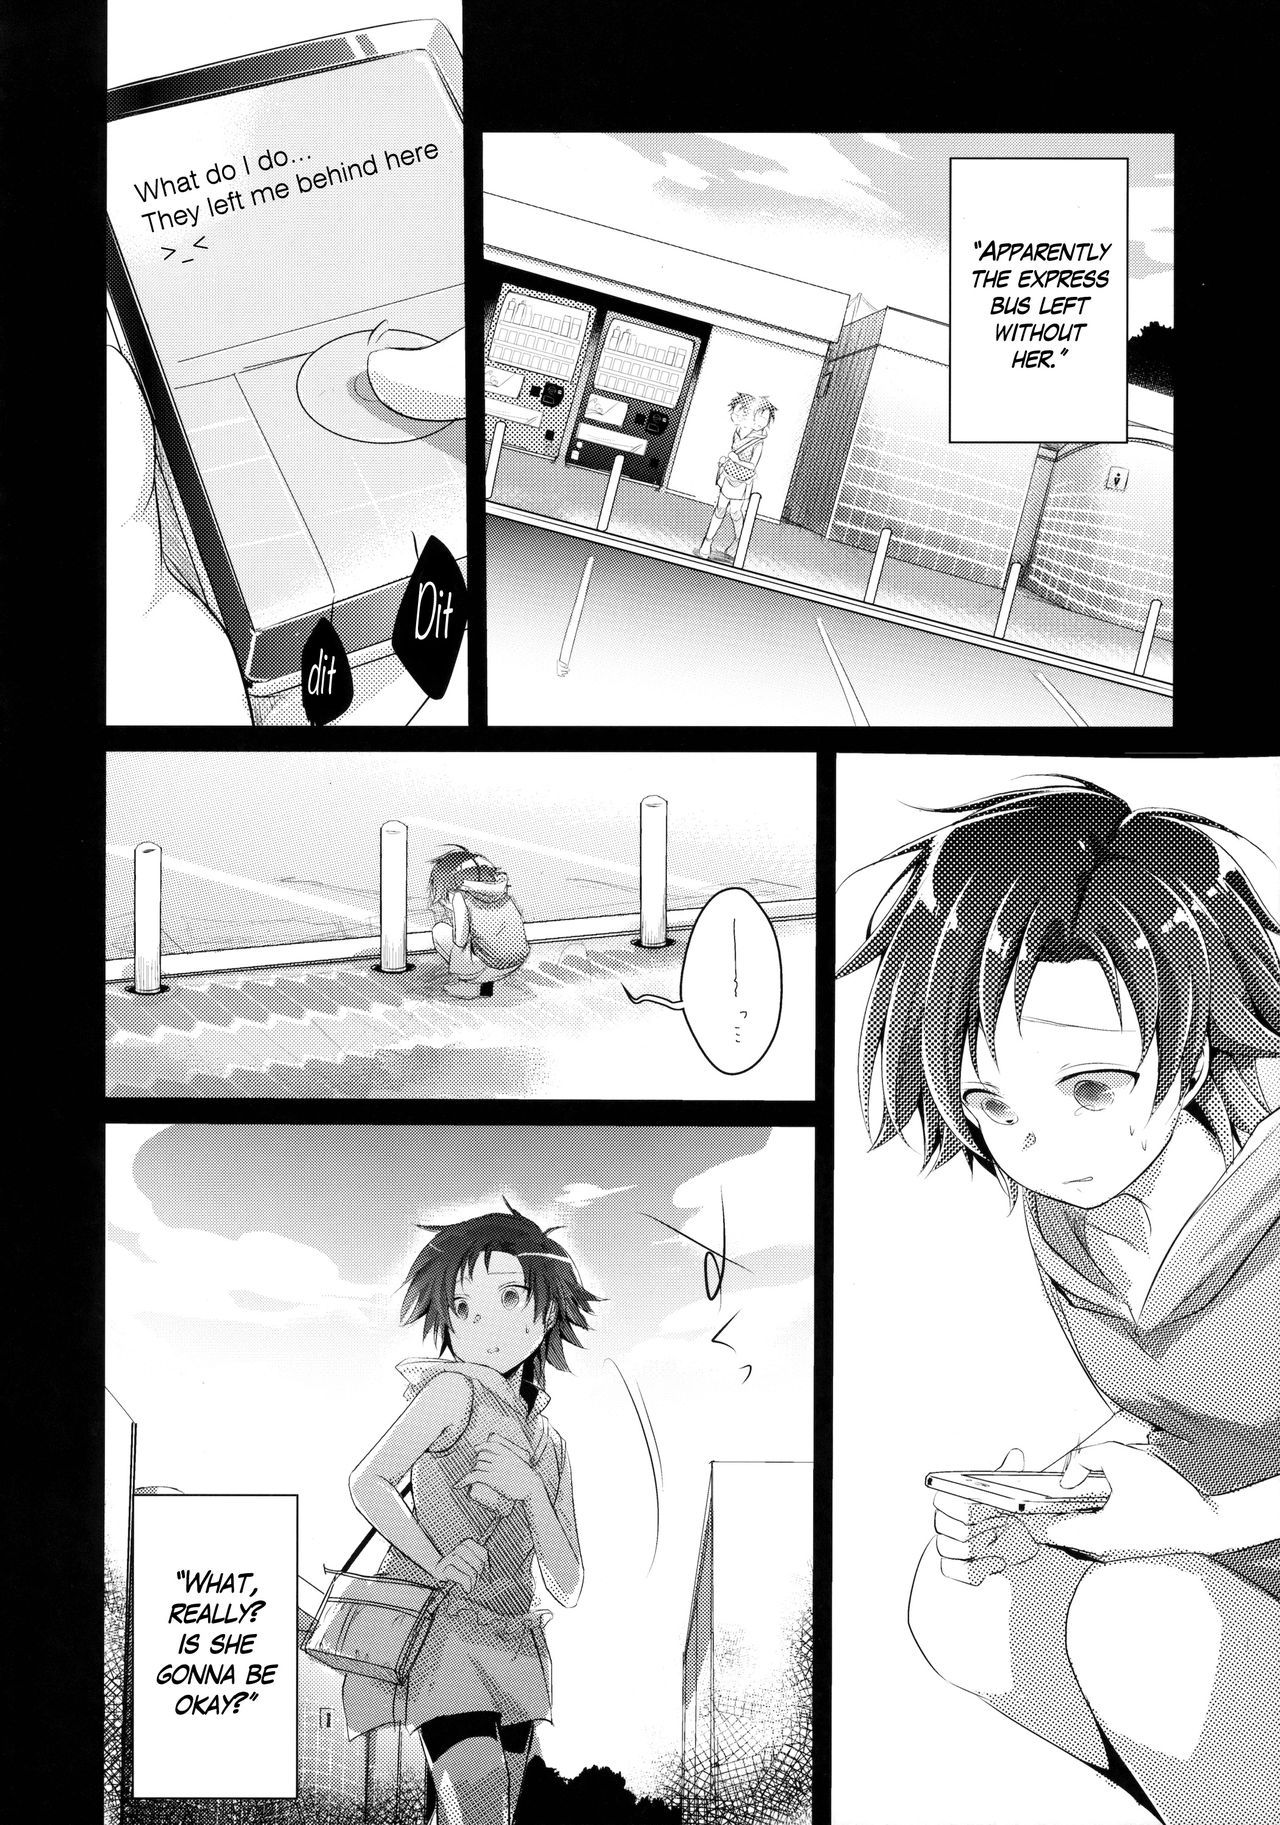 "APPARENTLY
THE EXPRESS
BUS LEFT
WITHOUT
HER."
What do I do...
They left me behind here
>_<
Dit
dit
"WHAT,
REALLY?
IS SHE
GONNA BE
OKAY?"